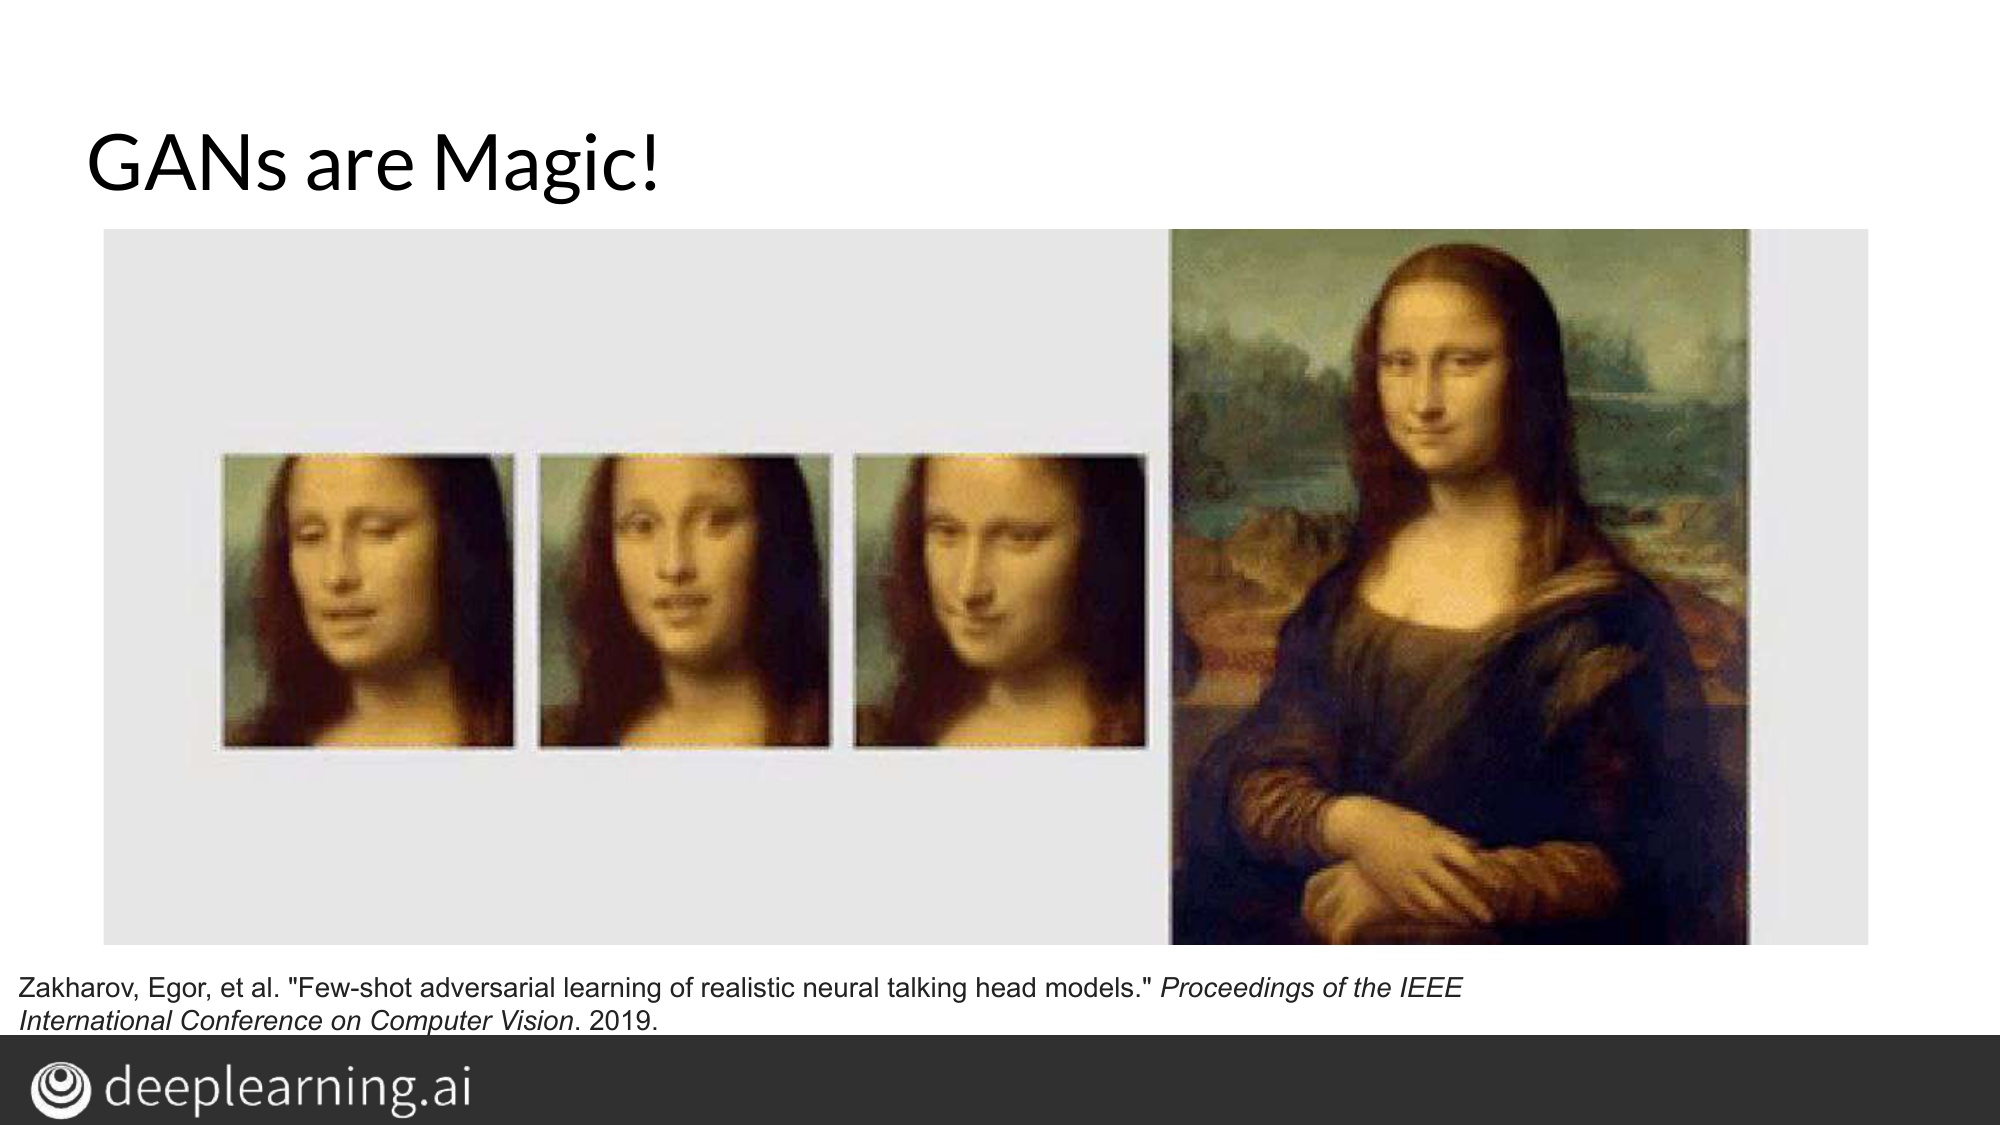 GANs are Magic!
Zakharov, Egor, et al. "Few-shot adversarial learning of realistic neural talking head models." Proceedings of the IEEE
International Conference on Computer Vision. 2019.
deeplearning.ai